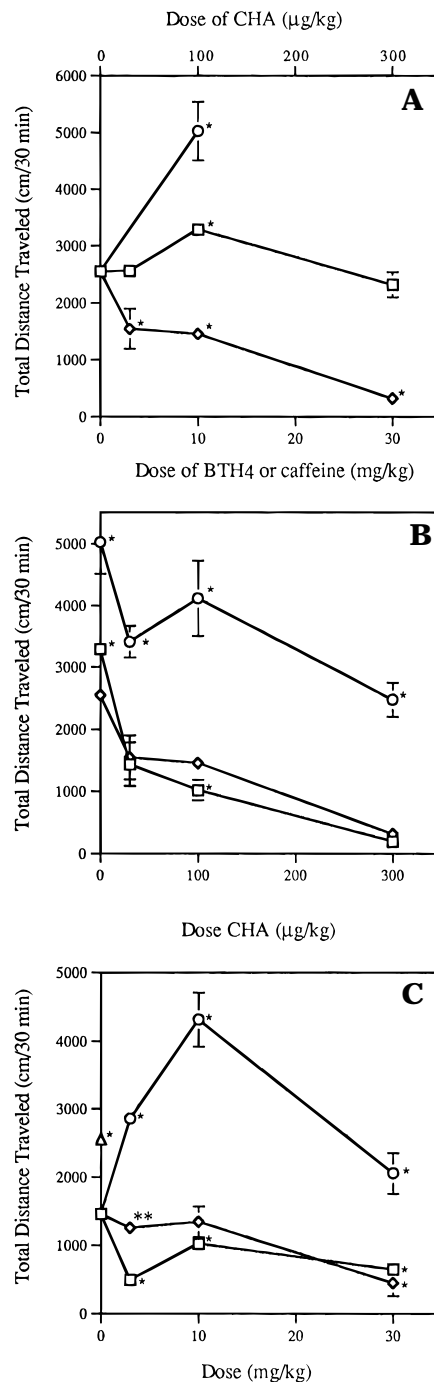 Dose of CHA (µg/kg)
0 100 200 300
A
6000
5000
4000
3000
2000
1000
0
Total Distance Traveled (cm/30 min)
* * * * *
0 10 20 30
Dose of BTH4 or caffeine (mg/kg)
B
5000
4000
3000
2000
1000
0
Total Distance Traveled (cm/30 min)
* * * * * *
0 100 200 300
Dose CHA (µg/kg)
C
5000
4000
3000
2000
1000
0
Total Distance Traveled (cm/30 min)
* * * * ** * * * *
0 10 20 30
Dose (mg/kg)